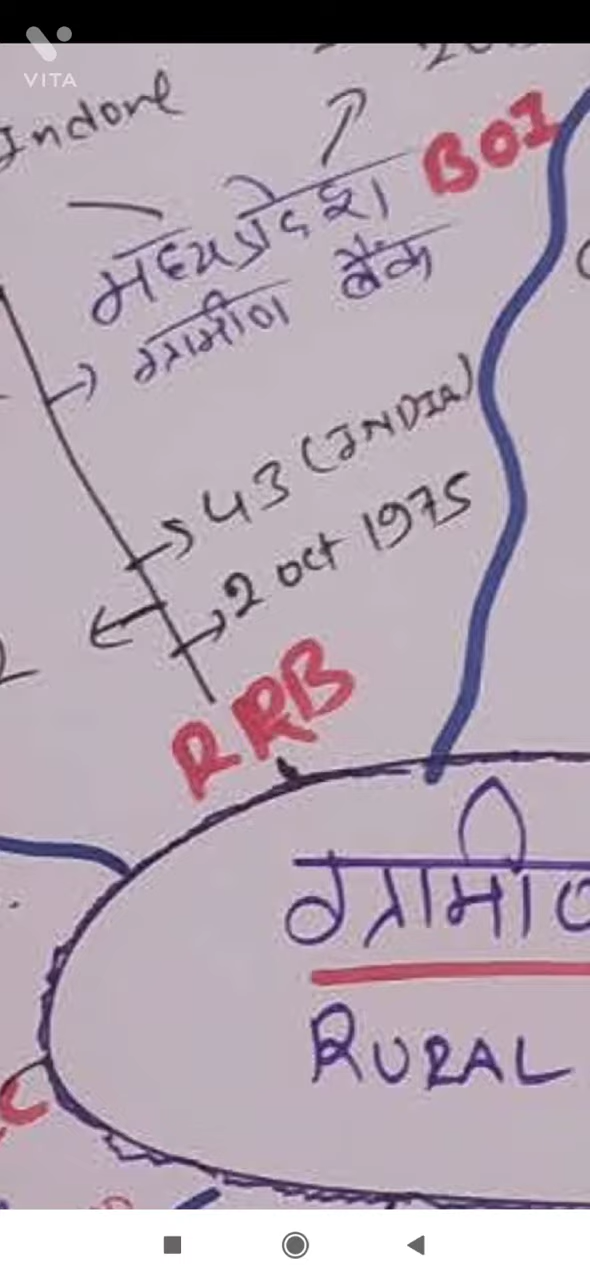 VITA
Indore
मध्यप्रदेश BOI
ग्रामीण बैंक
43 (INDIA)
2 oct 1975
RRB
RURAL